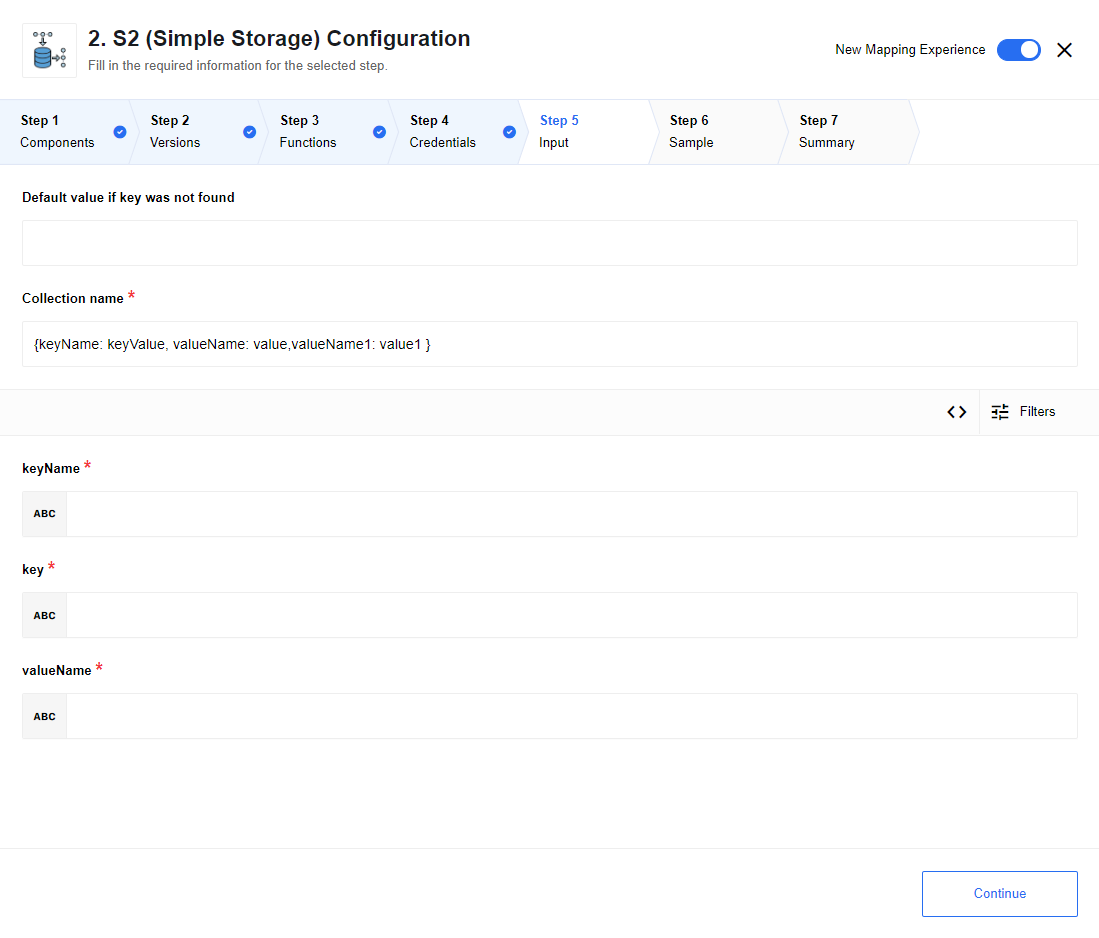 2. S2 (Simple Storage) Configuration
Fill in the required information for the selected step.
New Mapping Experience
Step 1
Components
Step 2
Versions
Step 3
Functions
Step 4
Credentials
Step 5
Input
Step 6
Sample
Step 7
Summary
Default value if key was not found
Collection name *
{keyName: keyValue, valueName: value,valueName1: value1 }
Filters
keyName *
ABC
key *
ABC
valueName *
ABC
Continue